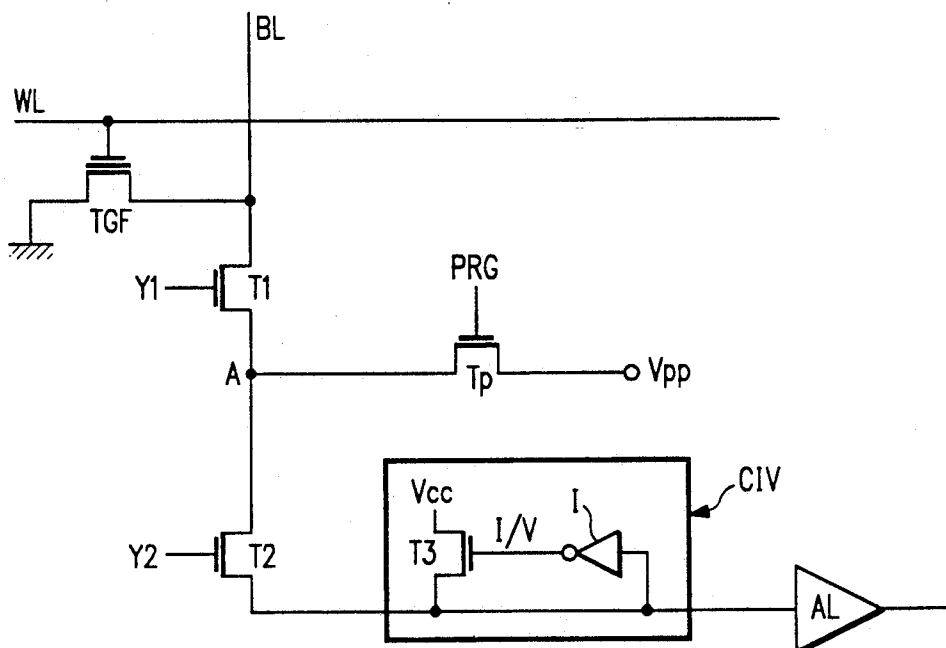 BL
WL
TGF
Y1
T1
PRG
A
Tp
Vpp
CIV
Vcc
I
I/V
Y2
T2
T3
AL